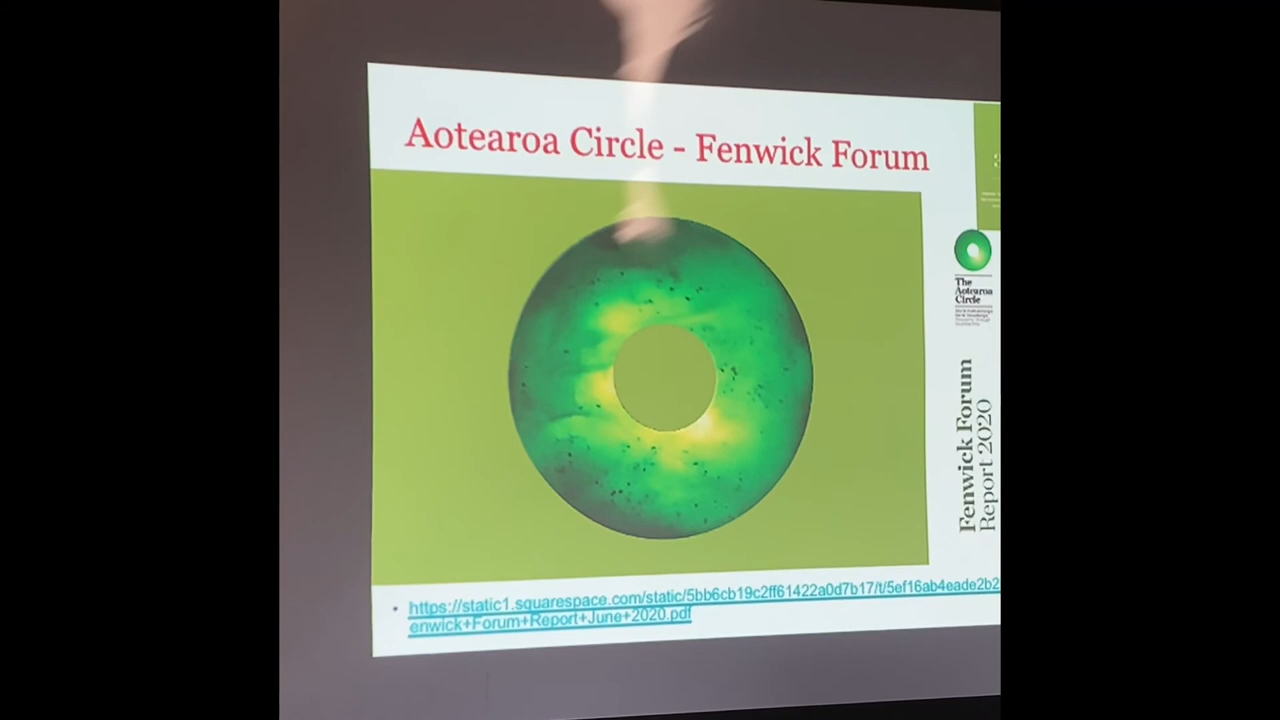 Aotearoa Circle - Fenwick Forum
The
Aotearoa
Circle
Fenwick Forum
Report 2020
• https://static1.squarespace.com/static/5bb6cb19c2ff61422a0d7b17/t/5ef16ab4eade2b2
enwick+Forum+Report+June+2020.pdf